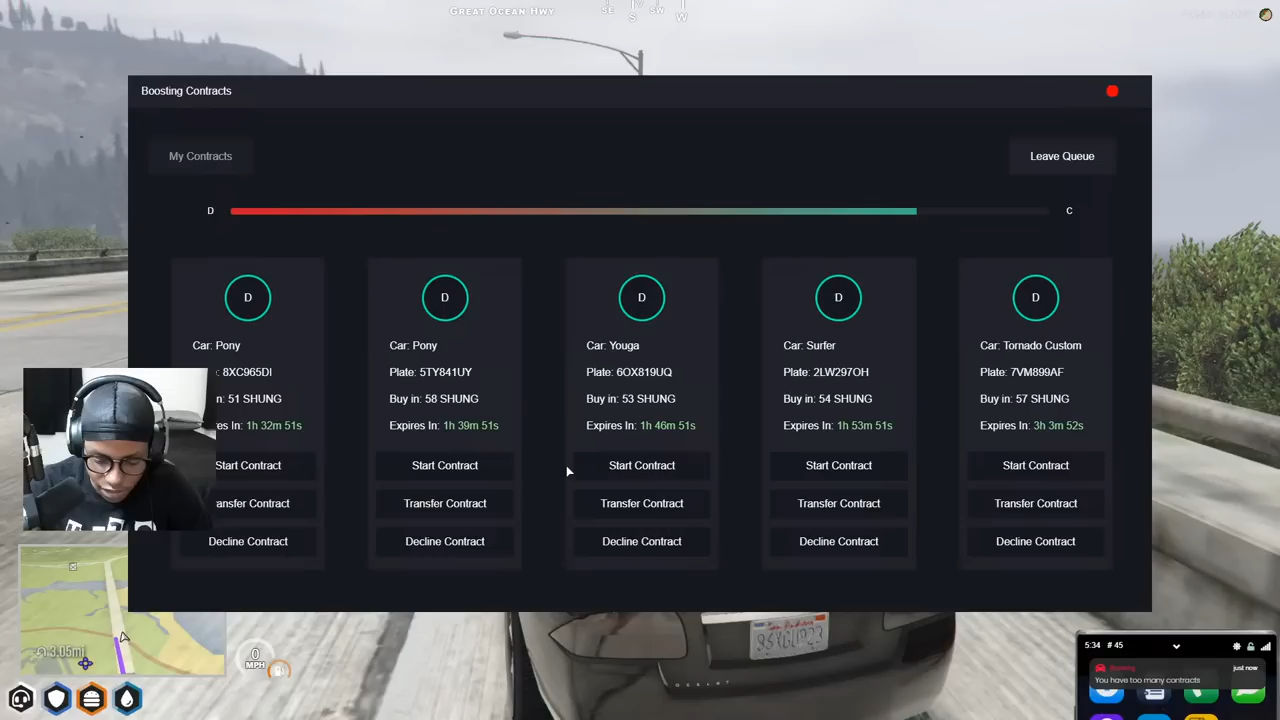 GREAT OCEAN HWY
SE S SW W
Boosting Contracts
My Contracts
Leave Queue
D
C
D
D
D
D
D
Car: Pony
Car: Pony
Car: Youga
Car: Surfer
Car: Tornado Custom
: 8XC965DI
Plate: 5TY841UY
Plate: 6OX819UQ
Plate: 2LW297OH
Plate: 7VM899AF
in: 51 SHUNG
Buy in: 58 SHUNG
Buy in: 53 SHUNG
Buy in: 54 SHUNG
Buy in: 57 SHUNG
res In: 1h 32m 51s
Expires In: 1h 39m 51s
Expires In: 1h 46m 51s
Expires In: 1h 53m 51s
Expires In: 3h 3m 52s
Start Contract
Start Contract
Start Contract
Start Contract
Start Contract
ansfer Contract
Transfer Contract
Transfer Contract
Transfer Contract
Transfer Contract
Decline Contract
Decline Contract
Decline Contract
Decline Contract
Decline Contract
3.05mi
0
MPH
5:34 # 45
Boosting
just now
You have too many contracts